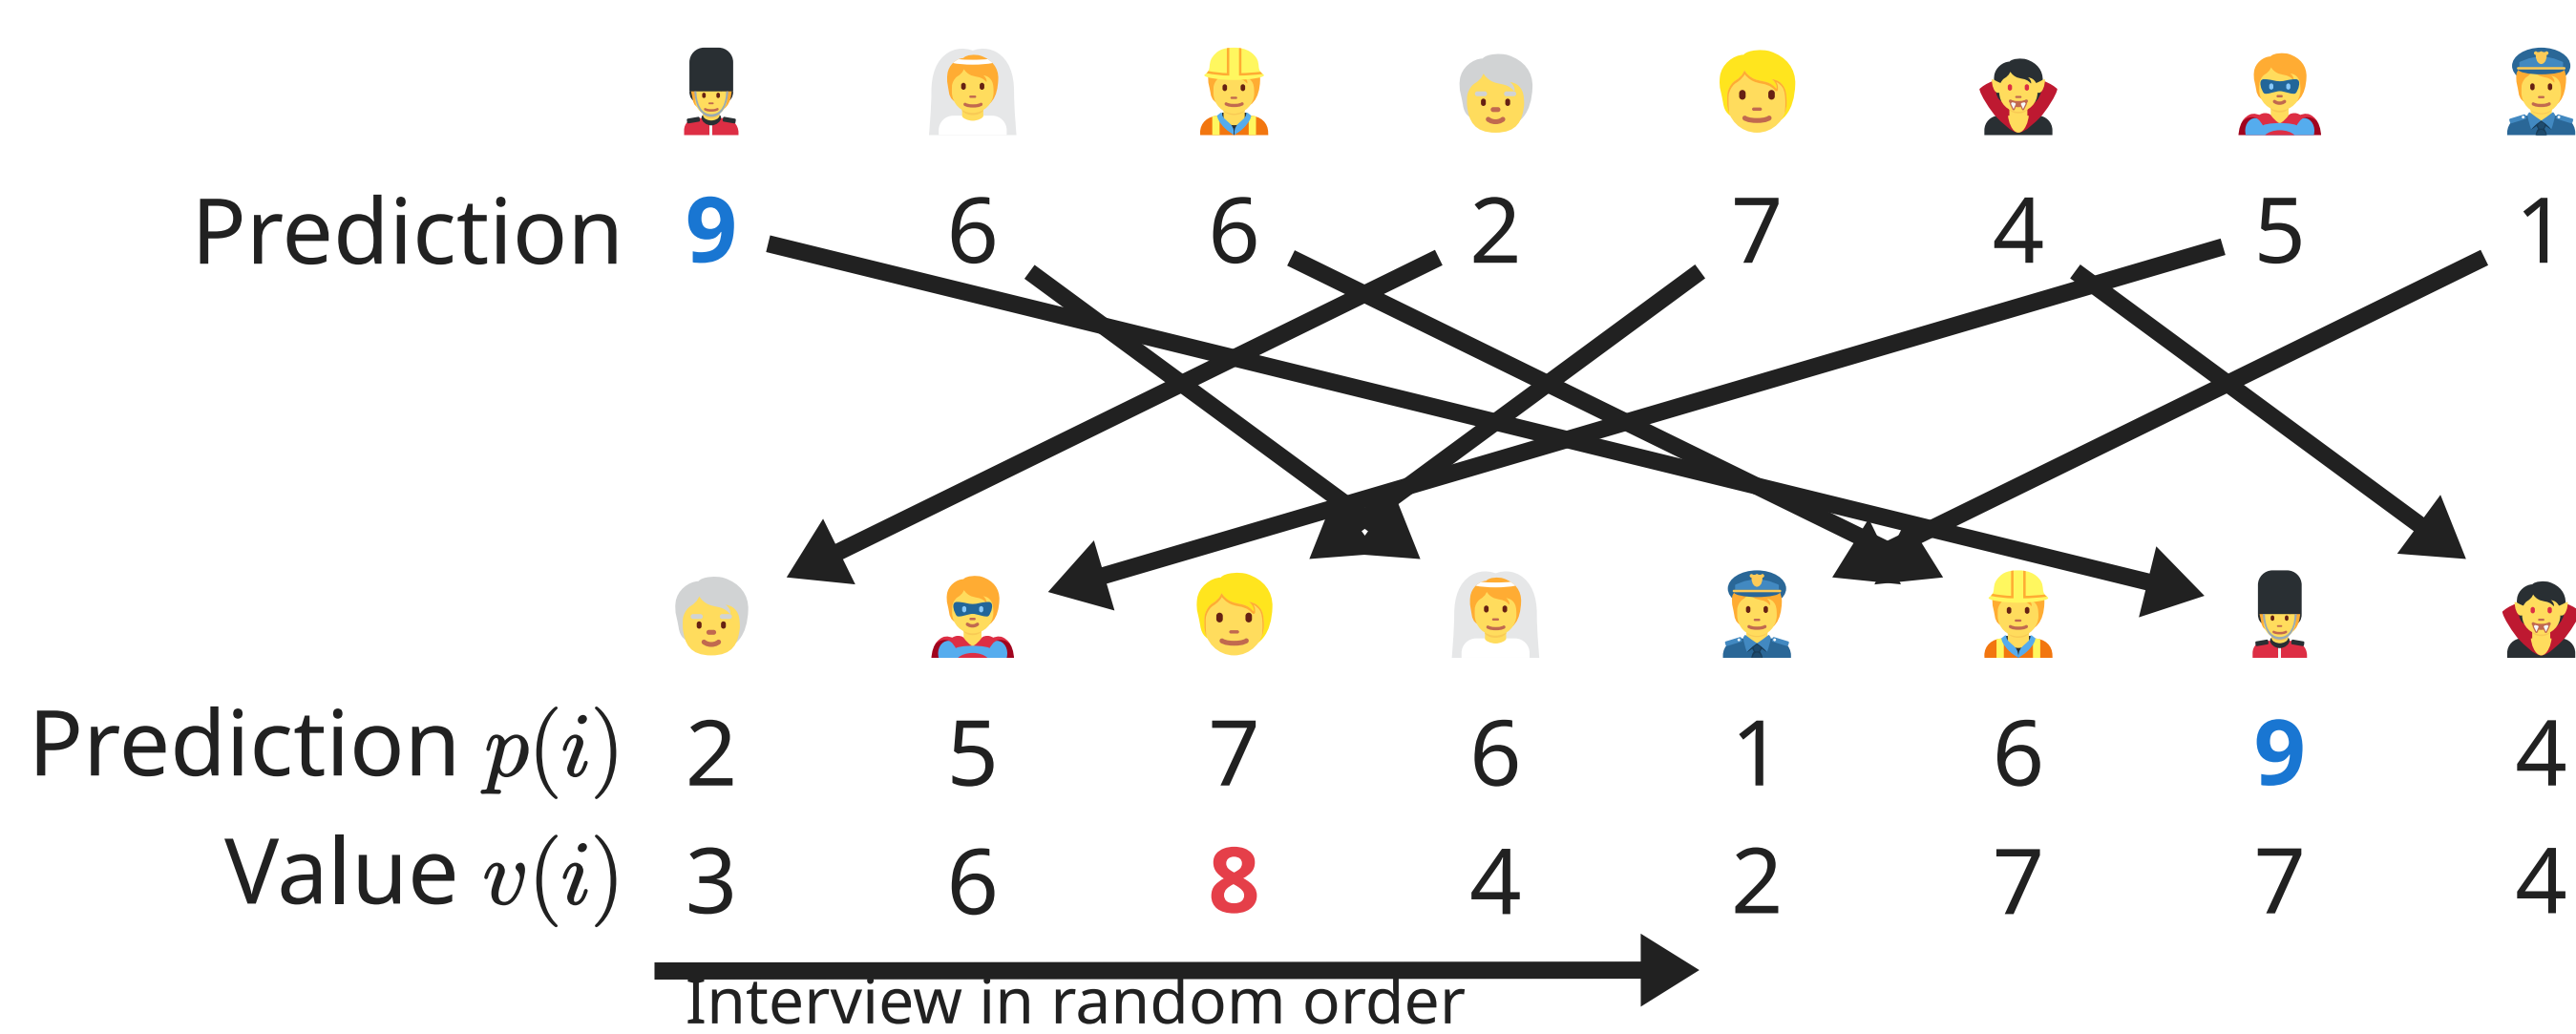 Prediction 9 6 6 2 7 4 5 1
Prediction p(i) 2 5 7 6 1 6 9 4
Value v(i) 3 6 8 4 2 7 7 4
Interview in random order